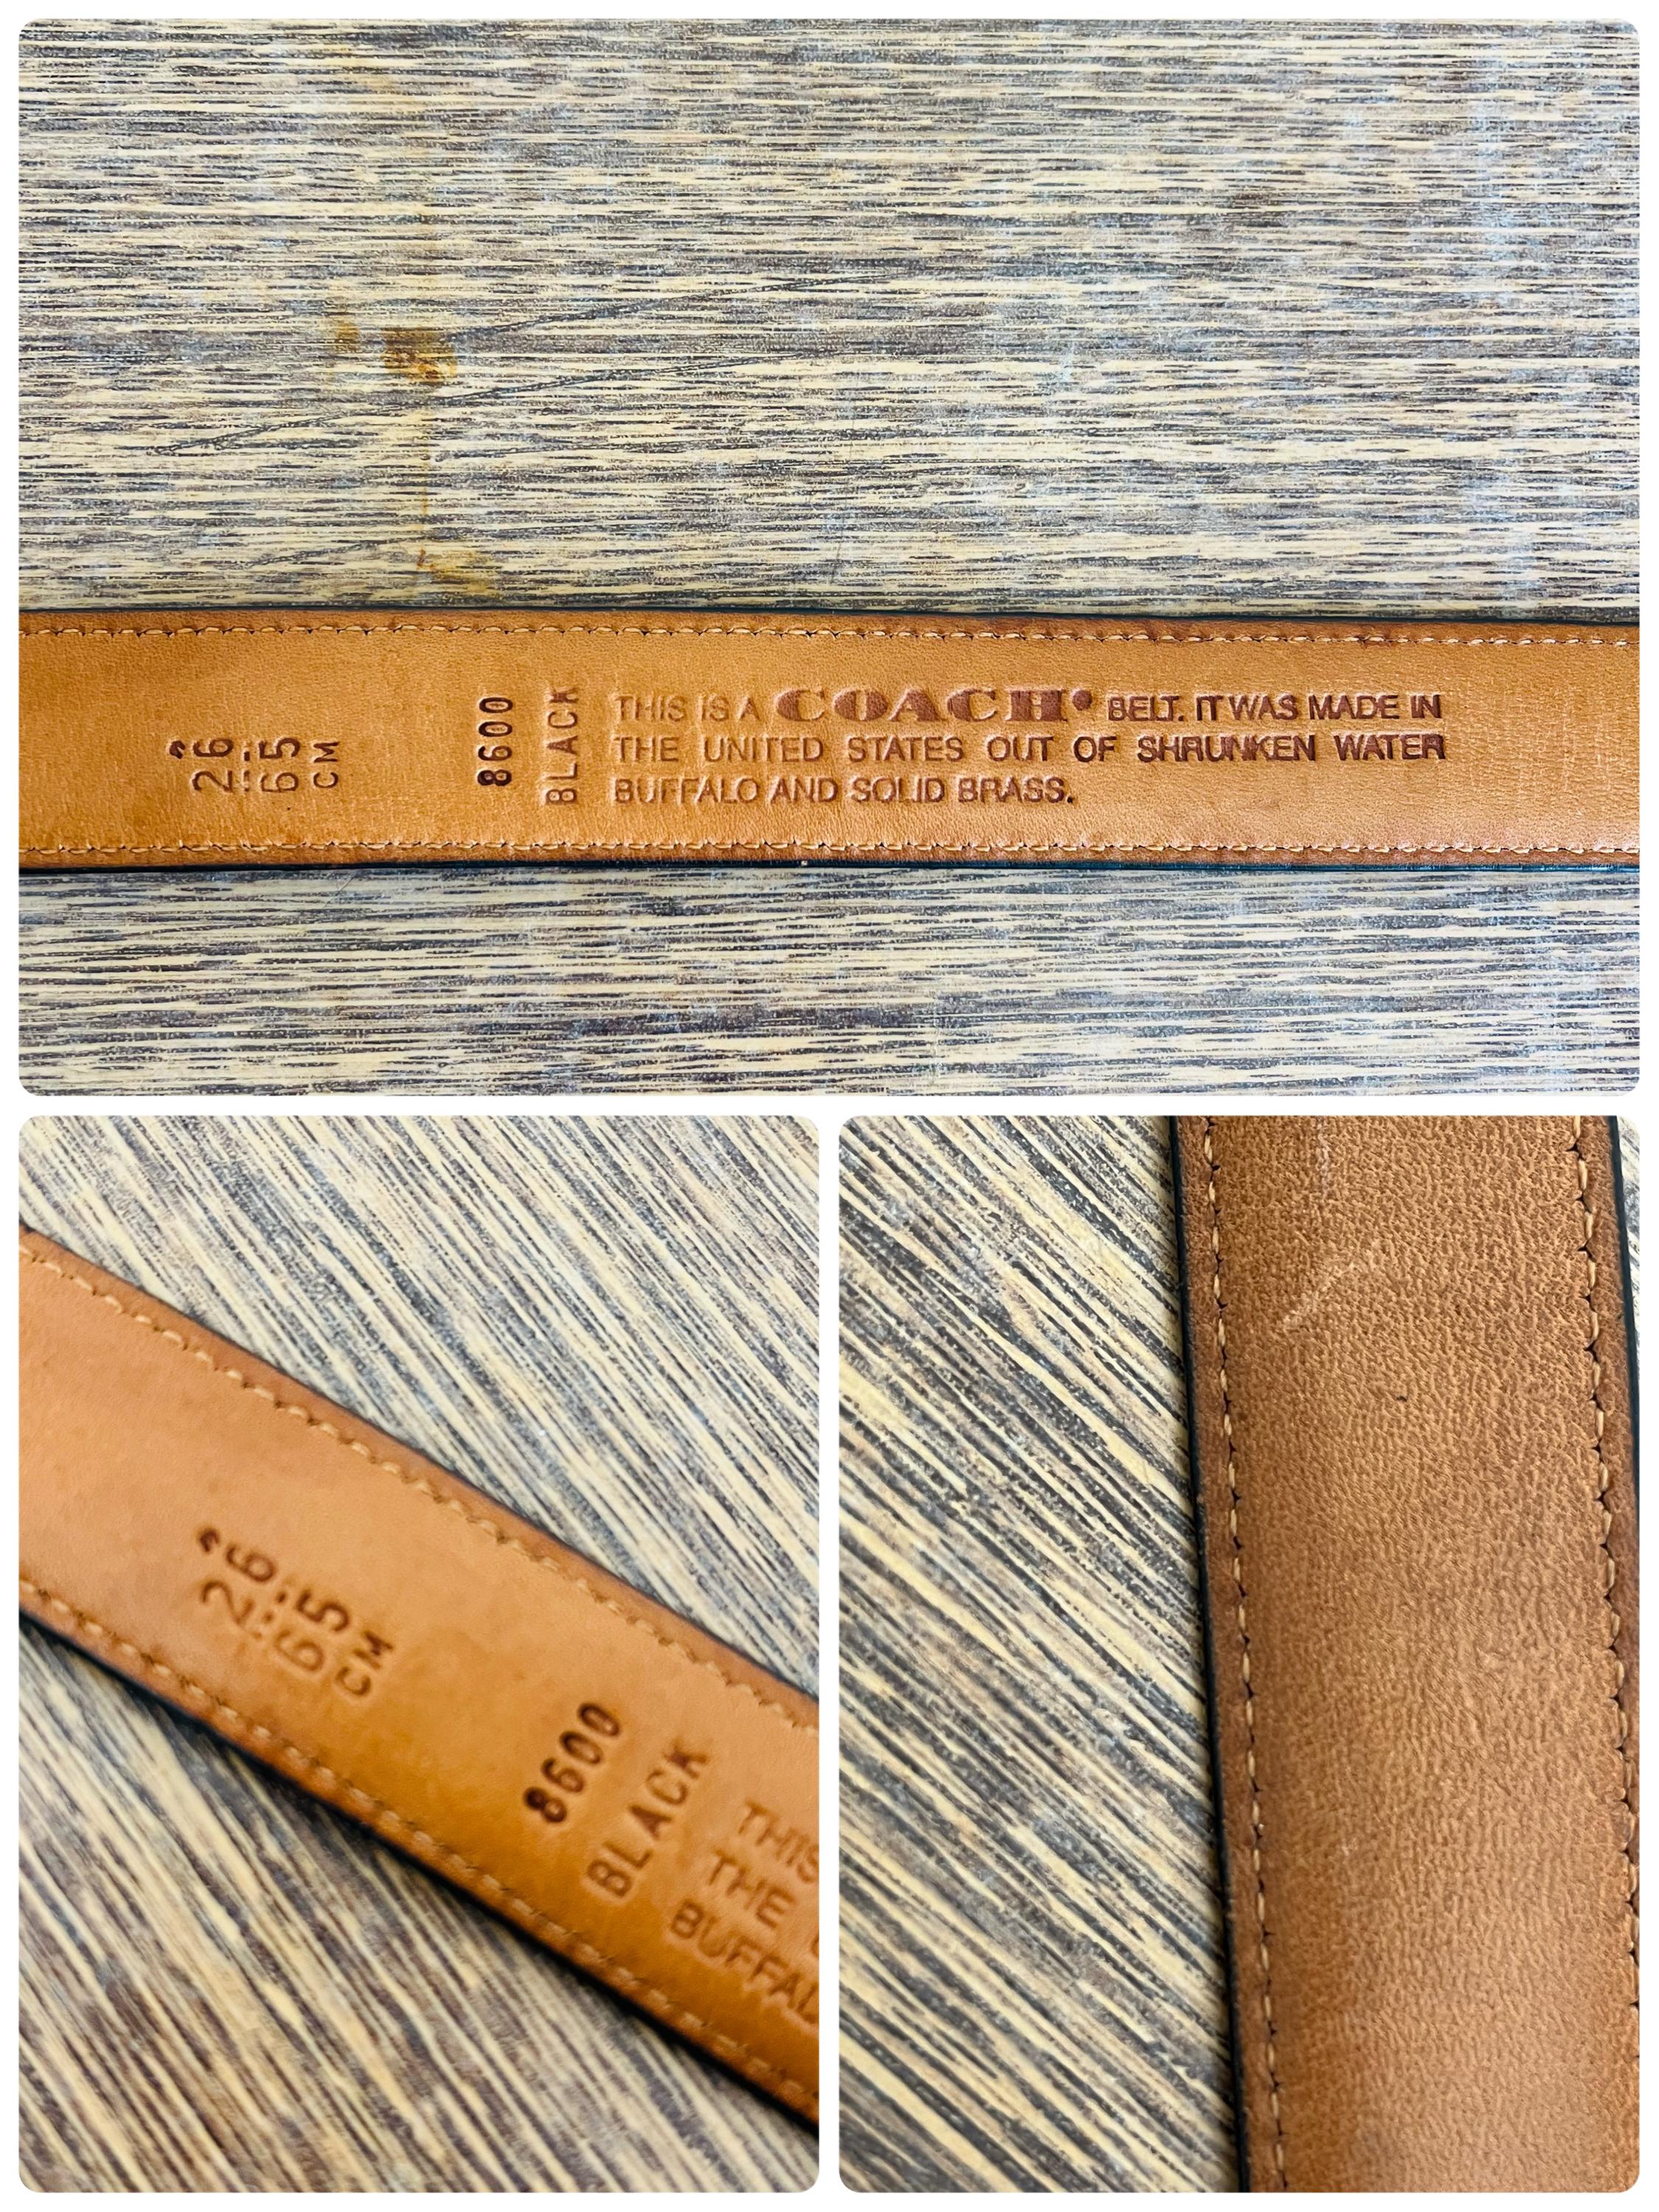 26"
65
CM
8600
BLACK
THIS IS A COACH® BELT. IT WAS MADE IN
THE UNITED STATES OUT OF SHRUNKEN WATER
BUFFALO AND SOLID BRASS.
26"
65
CM
8600
BLACK
THIS
THE
BUFFAL